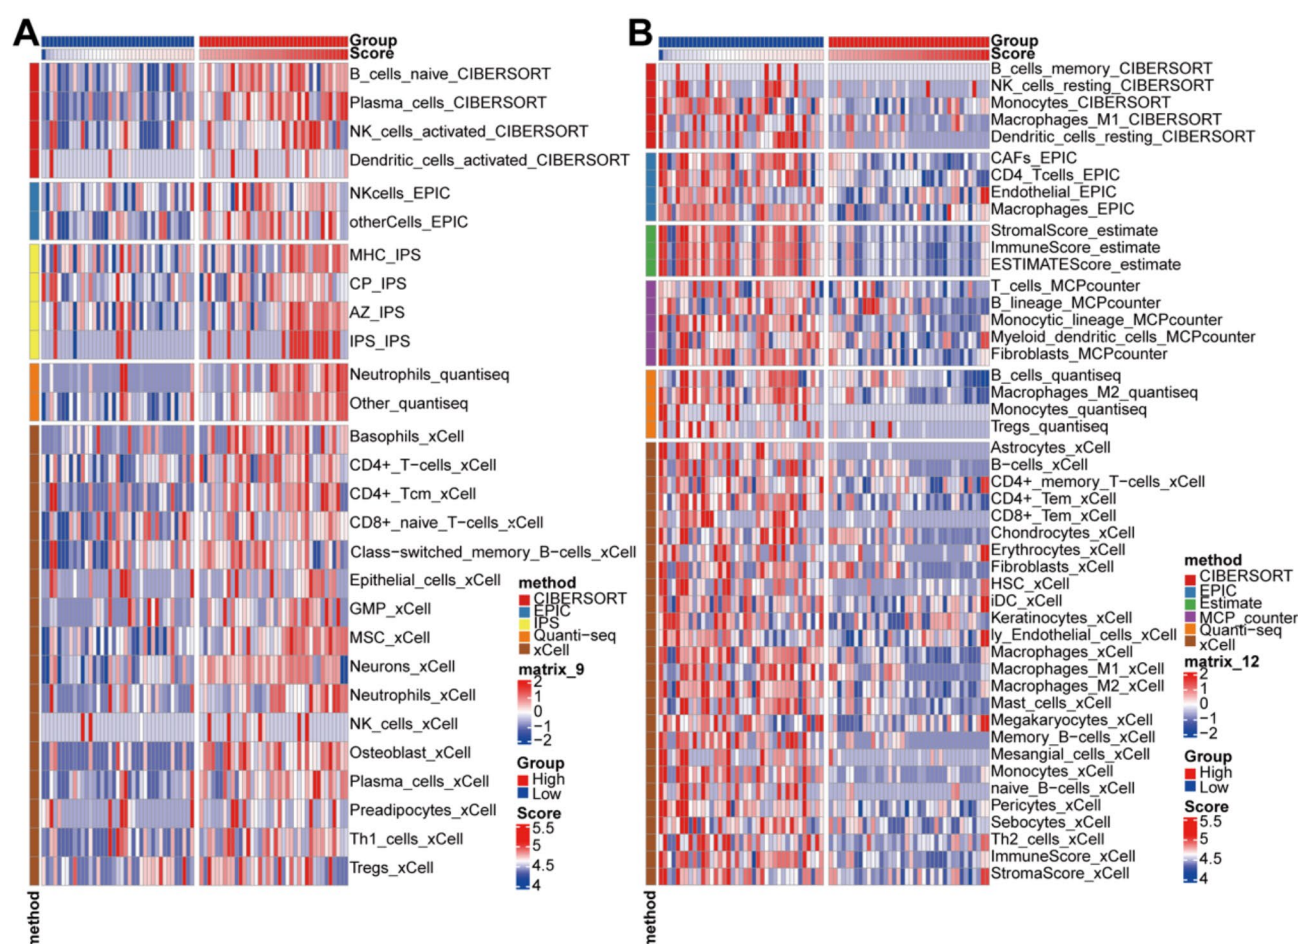 A
Group
Score
B_cells_naive_CIBERSORT
Plasma_cells_CIBERSORT
NK_cells_activated_CIBERSORT
Dendritic_cells_activated_CIBERSORT
NKcells_EPIC
otherCells_EPIC
MHC_IPS
CP_IPS
AZ_IPS
IPS_IPS
Neutrophils_quantiseq
Other_quantiseq
Basophils_xCell
CD4+_T-cells_xCell
CD4+_Tcm_xCell
CD8+_naive_T-cells_xCell
Class-switched_memory_B-cells_xCell
Epithelial_cells_xCell
GMP_xCell
MSC_xCell
Neurons_xCell
Neutrophils_xCell
NK_cells_xCell
Osteoblast_xCell
Plasma_cells_xCell
Preadipocytes_xCell
Th1_cells_xCell
Tregs_xCell
method
method
CIBERSORT
EPIC
IPS
Quanti-seq
xCell
matrix_9
2
1
0
-1
-2
Group
High
Low
Score
5.5
5
4.5
4
B
Group
Score
B_cells_memory_CIBERSORT
NK_cells_resting_CIBERSORT
Monocytes_CIBERSORT
Macrophages_M1_CIBERSORT
Dendritic_cells_resting_CIBERSORT
CAFs_EPIC
CD4_Tcells_EPIC
Endothelial_EPIC
Macrophages_EPIC
StromalScore_estimate
ImmuneScore_estimate
ESTIMATEScore_estimate
T_cells_MCPcounter
B_lineage_MCPcounter
Monocytic_lineage_MCPcounter
Myeloid_dendritic_cells_MCPcounter
Fibroblasts_MCPcounter
B_cells_quantiseq
Macrophages_M2_quantiseq
Monocytes_quantiseq
Tregs_quantiseq
Astrocytes_xCell
B-cells_xCell
CD4+_memory_T-cells_xCell
CD4+_Tem_xCell
CD8+_Tem_xCell
Chondrocytes_xCell
Erythrocytes_xCell
Fibroblasts_xCell
HSC_xCell
iDC_xCell
Keratinocytes_xCell
ly_Endothelial_cells_xCell
Macrophages_xCell
Macrophages_M1_xCell
Macrophages_M2_xCell
Mast_cells_xCell
Megakaryocytes_xCell
Memory_B-cells_xCell
Mesangial_cells_xCell
Monocytes_xCell
naive_B-cells_xCell
Pericytes_xCell
Sebocytes_xCell
Th2_cells_xCell
ImmuneScore_xCell
StromaScore_xCell
method
method
CIBERSORT
EPIC
Estimate
MCP_counter
Quanti-seq
xCell
matrix_12
2
1
0
-1
-2
Group
High
Low
Score
5.5
5
4.5
4